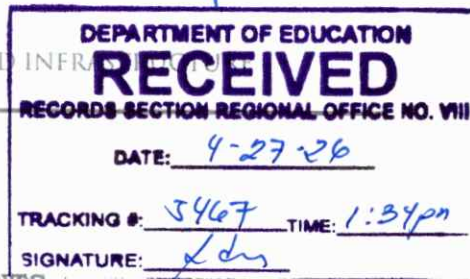 DEPARTMENT OF EDUCATION
D INFRASTRUCTURE
RECEIVED
RECORDS SECTION REGIONAL OFFICE NO. VIII
DATE: 4-27-26
TRACKING #: 5467 TIME: 1:34pm
SIGNATURE: